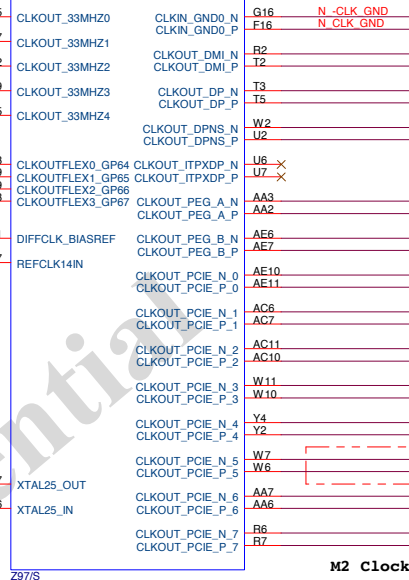 CLKOUT_33MHZ0 CLKIN_GND0_N G16 N_-CLK_GND
CLKIN_GND0_P F16 N_CLK_GND
CLKOUT_33MHZ1
CLKOUT_DMI_N R2
CLKOUT_33MHZ2 CLKOUT_DMI_P T2
CLKOUT_33MHZ3 CLKOUT_DP_N T3
CLKOUT_DP_P T5
CLKOUT_33MHZ4
CLKOUT_DPNS_N W2
CLKOUT_DPNS_P U2
CLKOUTFLEX0_GP64 CLKOUT_ITPXDP_N U6
CLKOUTFLEX1_GP65 CLKOUT_ITPXDP_P U7
CLKOUTFLEX2_GP66
CLKOUTFLEX3_GP67 CLKOUT_PEG_A_N AA3
CLKOUT_PEG_A_P AA2
DIFFCLK_BIASREF CLKOUT_PEG_B_N AE6
CLKOUT_PEG_B_P AE7
REFCLK14IN
CLKOUT_PCIE_N_0 AE10
CLKOUT_PCIE_P_0 AE11
CLKOUT_PCIE_N_1 AC6
CLKOUT_PCIE_P_1 AC7
CLKOUT_PCIE_N_2 AC11
CLKOUT_PCIE_P_2 AC10
CLKOUT_PCIE_N_3 W11
CLKOUT_PCIE_P_3 W10
CLKOUT_PCIE_N_4 Y4
CLKOUT_PCIE_P_4 Y2
CLKOUT_PCIE_N_5 W7
CLKOUT_PCIE_P_5 W6
XTAL25_OUT
CLKOUT_PCIE_N_6 AA7
XTAL25_IN CLKOUT_PCIE_P_6 AA6
CLKOUT_PCIE_N_7 R6
CLKOUT_PCIE_P_7 R7
M2 Clock
Z97/S
ential